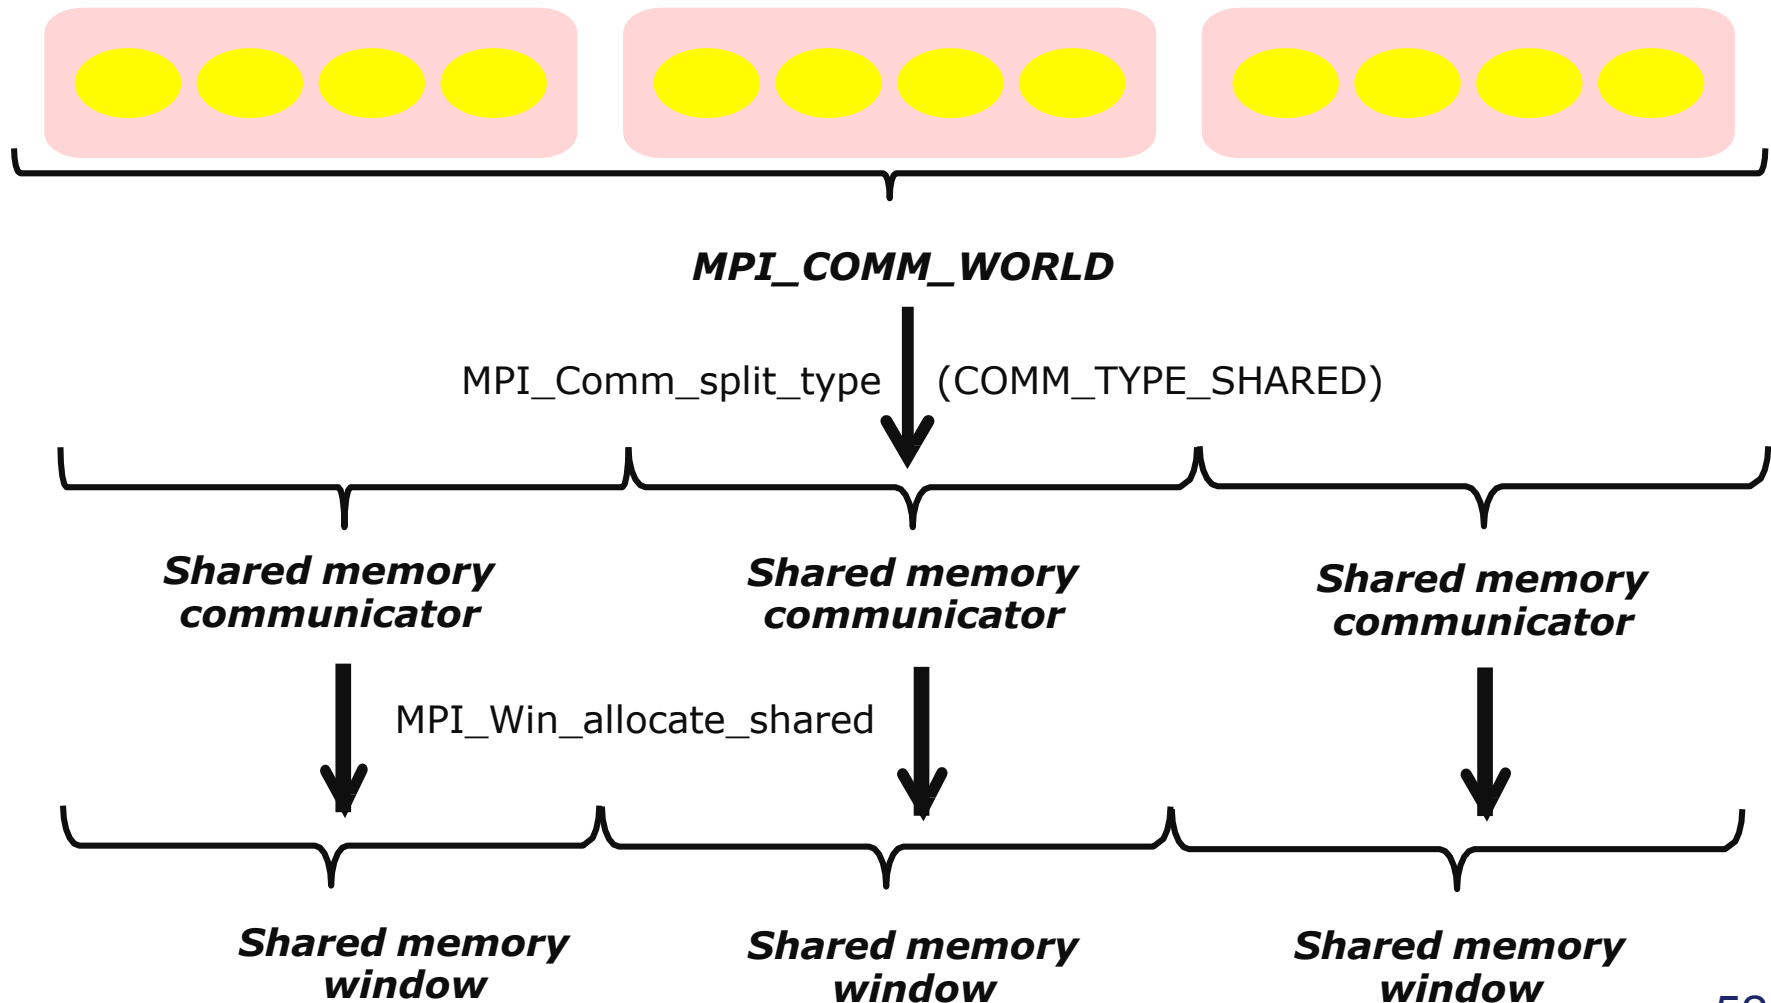 MPI_COMM_WORLD
MPI_Comm_split_type (COMM_TYPE_SHARED)
Shared memory
communicator
Shared memory
communicator
Shared memory
communicator
MPI_Win_allocate_shared
Shared memory
window
Shared memory
window
Shared memory
window